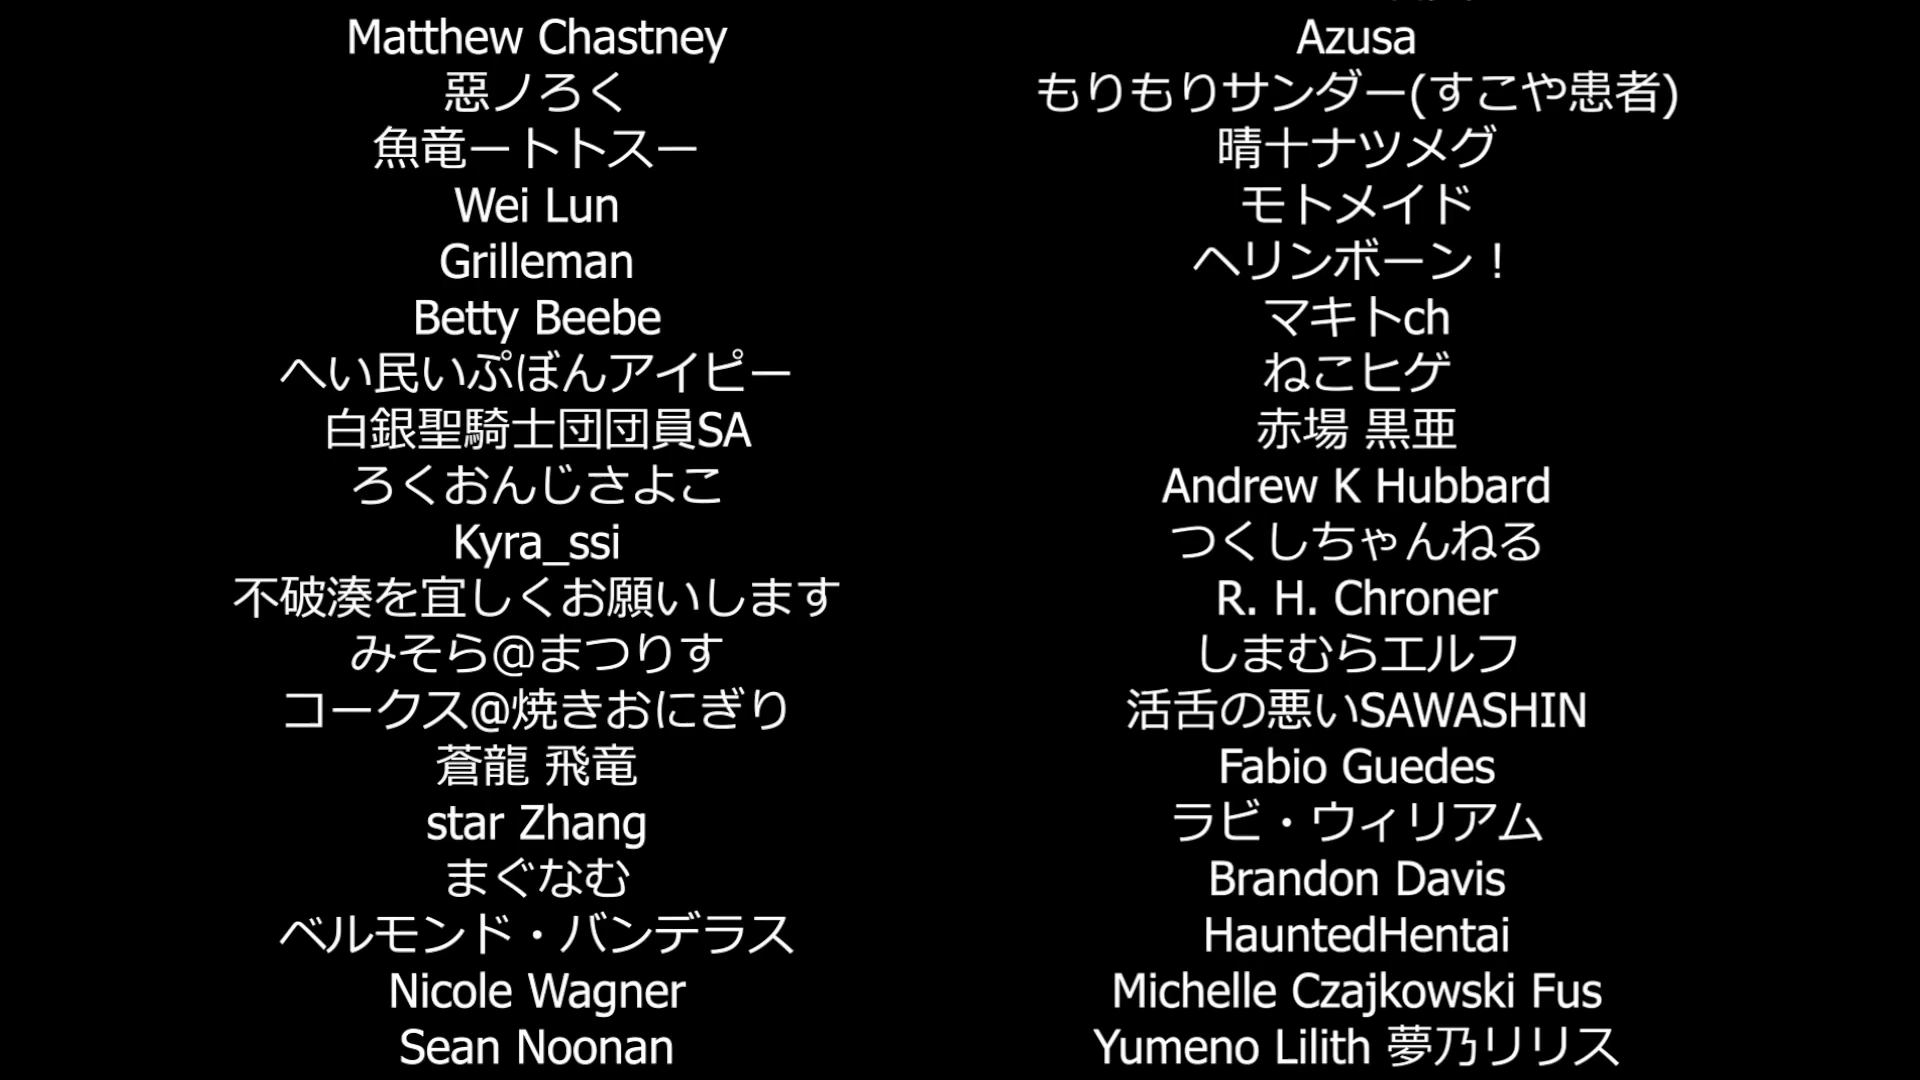 Matthew Chastney
惡ノろく
魚竜ートトスー
Wei Lun
Grilleman
Betty Beebe
へい民いぷぼんアイピー
白銀聖騎士団団員SA
ろくおんじさよこ
Kyra_ssi
不破湊を宜しくお願いします
みそら@まつりす
コークス@焼きおにぎり
蒼龍 飛竜
star Zhang
まぐなむ
ベルモンド・バンデラス
Nicole Wagner
Sean Noonan
Azusa
もりもりサンダー(すこや患者)
晴十ナツメグ
モトメイド
ヘリンボーン！
マキトch
ねこヒゲ
赤場 黒亜
Andrew K Hubbard
つくしちゃんねる
R. H. Chroner
しまむらエルフ
活舌の悪いSAWASHIN
Fabio Guedes
ラビ・ウィリアム
Brandon Davis
HauntedHentai
Michelle Czajkowski Fus
Yumeno Lilith 夢乃リリス